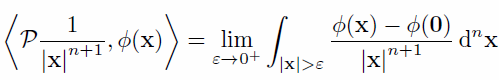 ⟨𝒫 1/|𝐱|ⁿ⁺¹, ϕ(𝐱)⟩ = lim_{ε→0⁺} ∫_{|𝐱|>ε} (ϕ(𝐱) − ϕ(𝟎))/|𝐱|ⁿ⁺¹ dⁿ𝐱